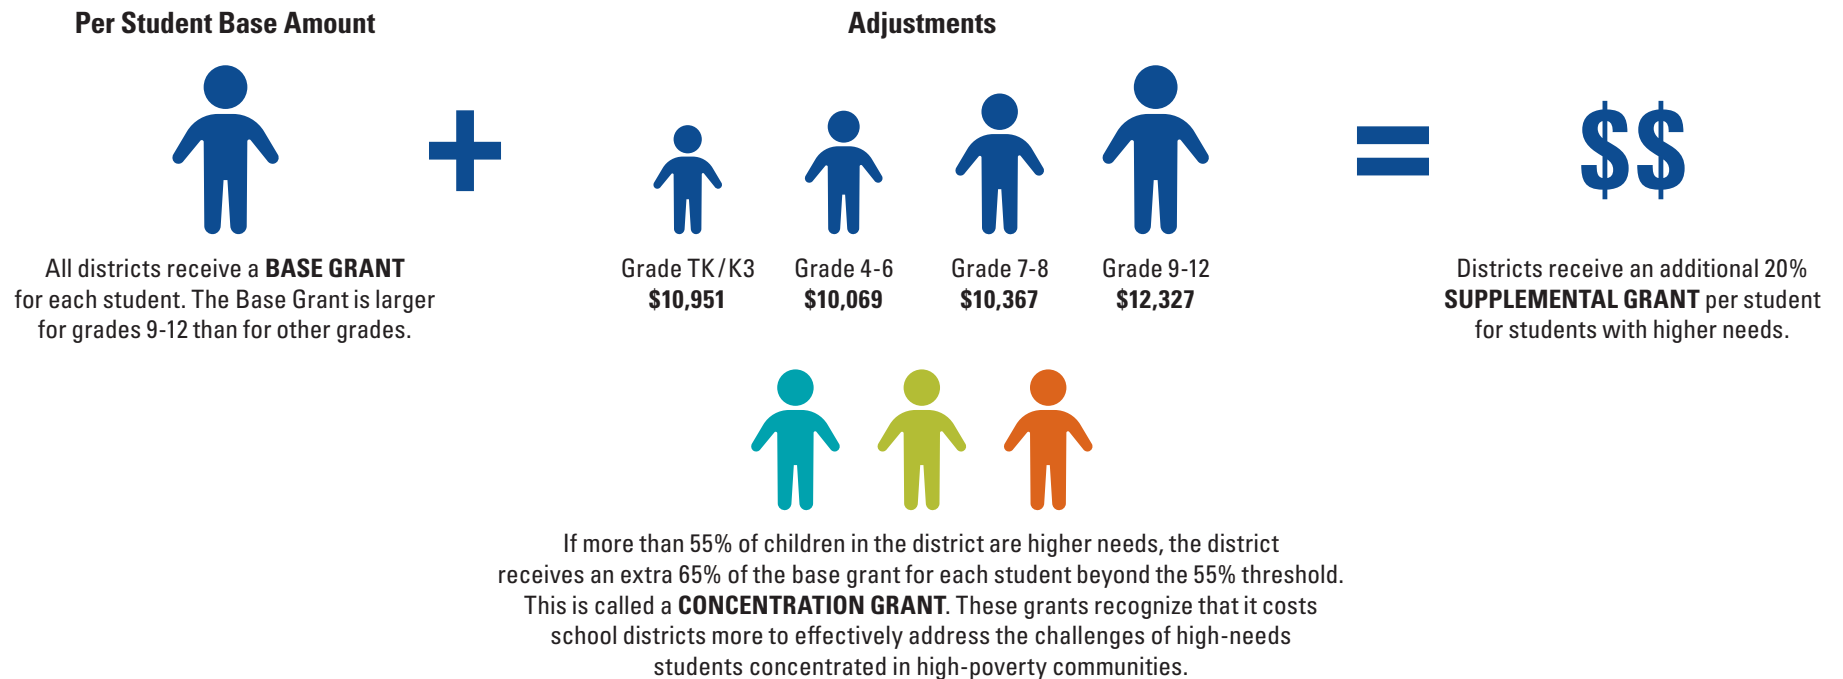 Per Student Base Amount
All districts receive a BASE GRANT
for each student. The Base Grant is larger
for grades 9-12 than for other grades.
+
Adjustments
Grade TK/K3
$10,951
Grade 4-6
$10,069
Grade 7-8
$10,367
Grade 9-12
$12,327
=
$$
Districts receive an additional 20%
SUPPLEMENTAL GRANT per student
for students with higher needs.
If more than 55% of children in the district are higher needs, the district
receives an extra 65% of the base grant for each student beyond the 55% threshold.
This is called a CONCENTRATION GRANT. These grants recognize that it costs
school districts more to effectively address the challenges of high-needs
students concentrated in high-poverty communities.